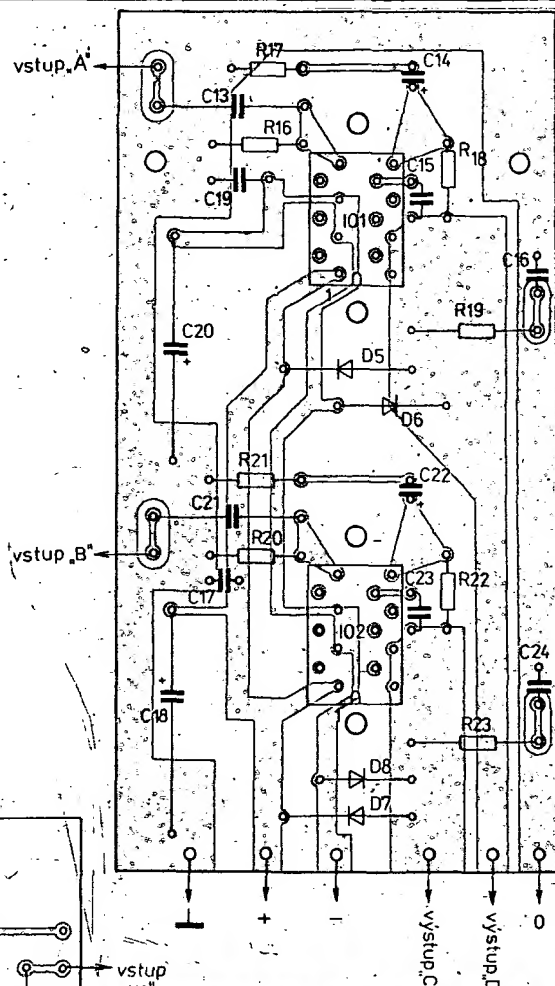 R17
C14
vstup „A"
C13
R16
R18
C15
C19
IO1
C16
1
R19
C20
D5
D6
R21
C22
C21
vstup „B"
R20
C17
C23
R22
IO2
C24
C18
R23
D8
D7
⊥
+
-
výstup „C
výstup „D
0
vstup